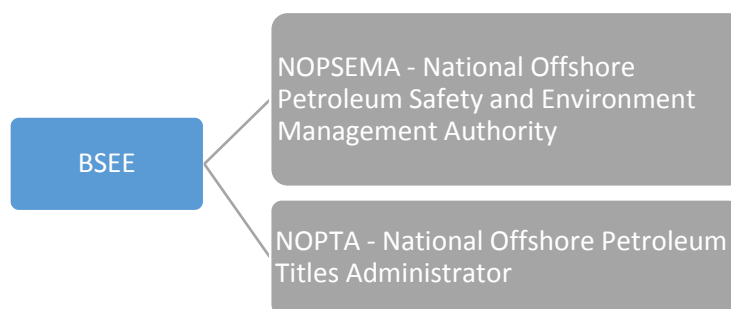 BSEE
NOPSEMA - National Offshore
Petroleum Safety and Environment
Management Authority
NOPTA - National Offshore Petroleum
Titles Administrator